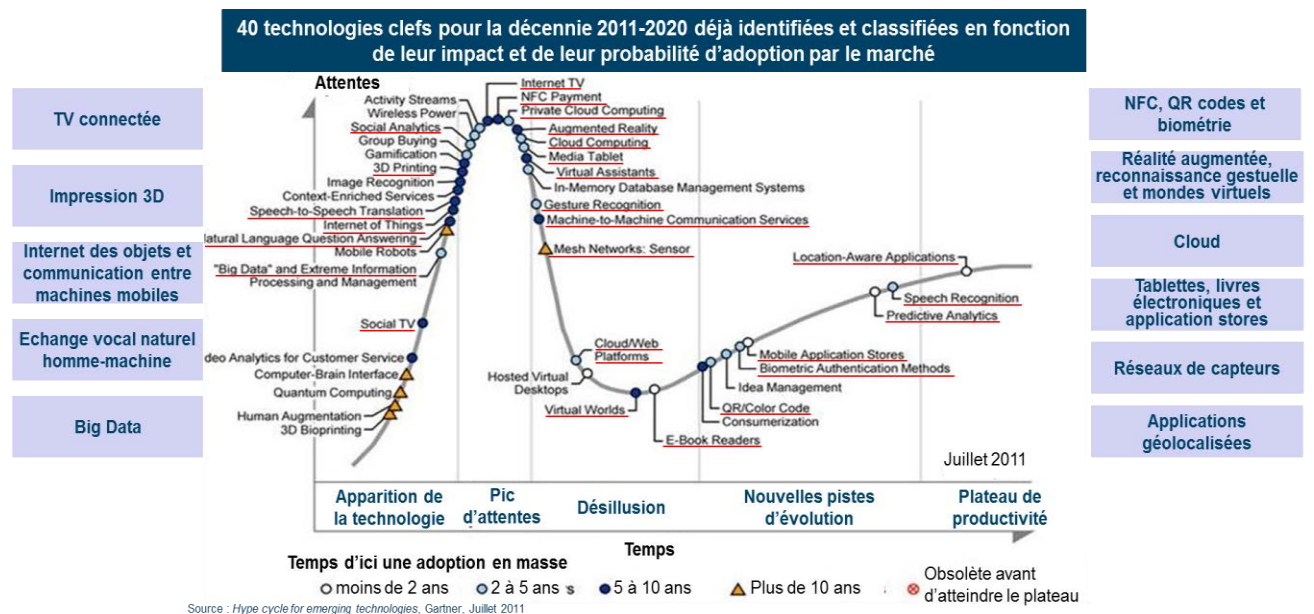 40 technologies clefs pour la décennie 2011-2020 déjà identifiées et classifiées en fonction
de leur impact et de leur probabilité d’adoption par le marché
TV connectée
Impression 3D
Internet des objets et
communication entre
machines mobiles
Echange vocal naturel
homme-machine
Big Data
Attentes
Activity Streams
Wireless Power
Social Analytics
Group Buying
Gamification
3D Printing
Image Recognition
Context-Enriched Services
Speech-to-Speech Translation
Internet of Things
Natural Language Question Answering
Mobile Robots
"Big Data" and Extreme Information
Processing and Management
Social TV
Video Analytics for Customer Service
Computer-Brain Interface
Quantum Computing
Human Augmentation
3D Bioprinting
Internet TV
NFC Payment
Private Cloud Computing
Augmented Reality
Cloud Computing
Media Tablet
Virtual Assistants
In-Memory Database Management Systems
Gesture Recognition
Machine-to-Machine Communication Services
Mesh Networks: Sensor
Cloud/Web
Platforms
Hosted Virtual
Desktops
Virtual Worlds
E-Book Readers
Location-Aware Applications
Speech Recognition
Predictive Analytics
Mobile Application Stores
Biometric Authentication Methods
Idea Management
QR/Color Code
Consumerization
Juillet 2011
NFC, QR codes et
biométrie
Réalité augmentée,
reconnaissance gestuelle
et mondes virtuels
Cloud
Tablettes, livres
électroniques et
application stores
Réseaux de capteurs
Applications
géolocalisées
Apparition de
la technologie
Pic
d’attentes
Désillusion
Nouvelles pistes
d’évolution
Plateau de
productivité
Temps
Temps d’ici une adoption en masse
moins de 2 ans
2 à 5 ans
5 à 10 ans
Plus de 10 ans
Obsolète avant
d’atteindre le plateau
Source : Hype cycle for emerging technologies, Gartner, Juillet 2011